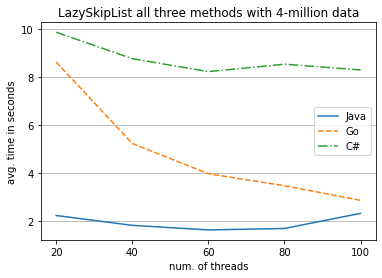 LazySkipList all three methods with 4-million data
avg. time in seconds
10
8
6
4
2
Java
Go
C#
20 40 60 80 100
num. of threads